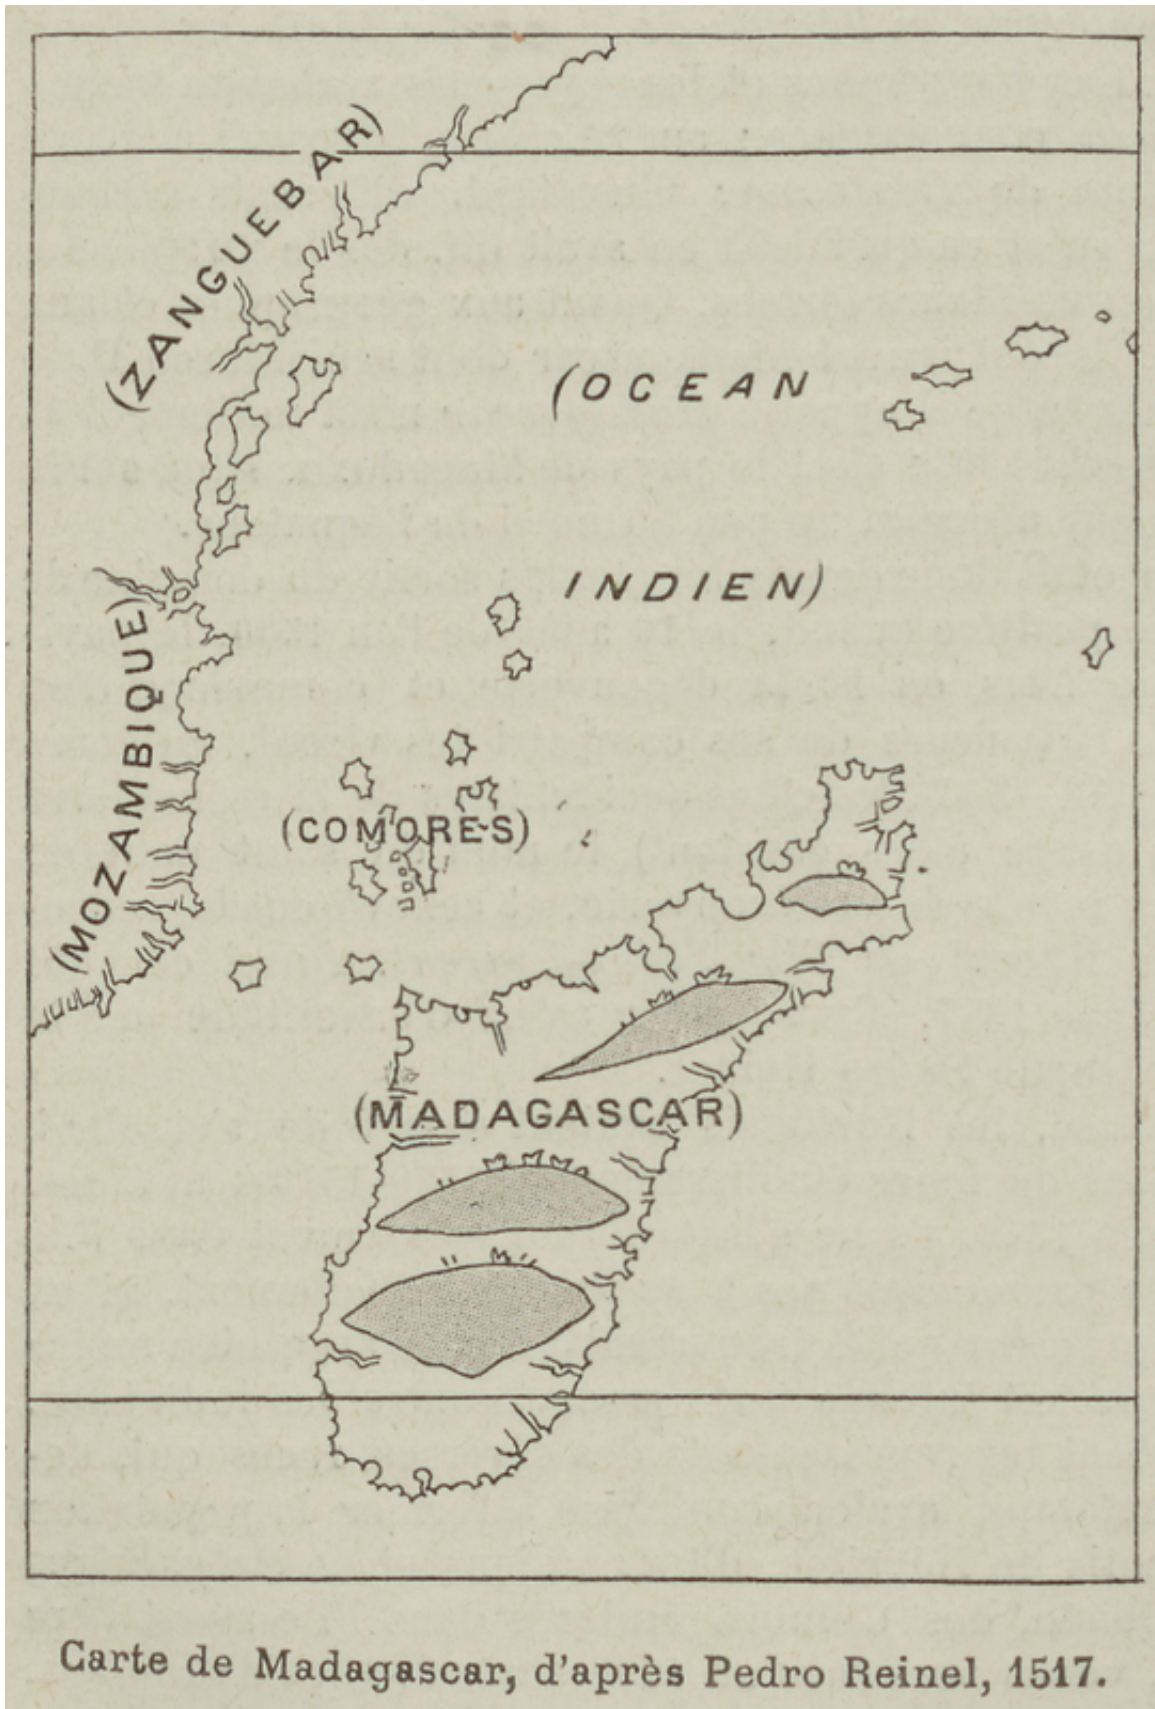 (ZANGUEBAR)
(OCEAN
INDIEN)
(MOZAMBIQUE)
(COMORES)
(MADAGASCAR)
Carte de Madagascar, d'après Pedro Reinel, 1517.